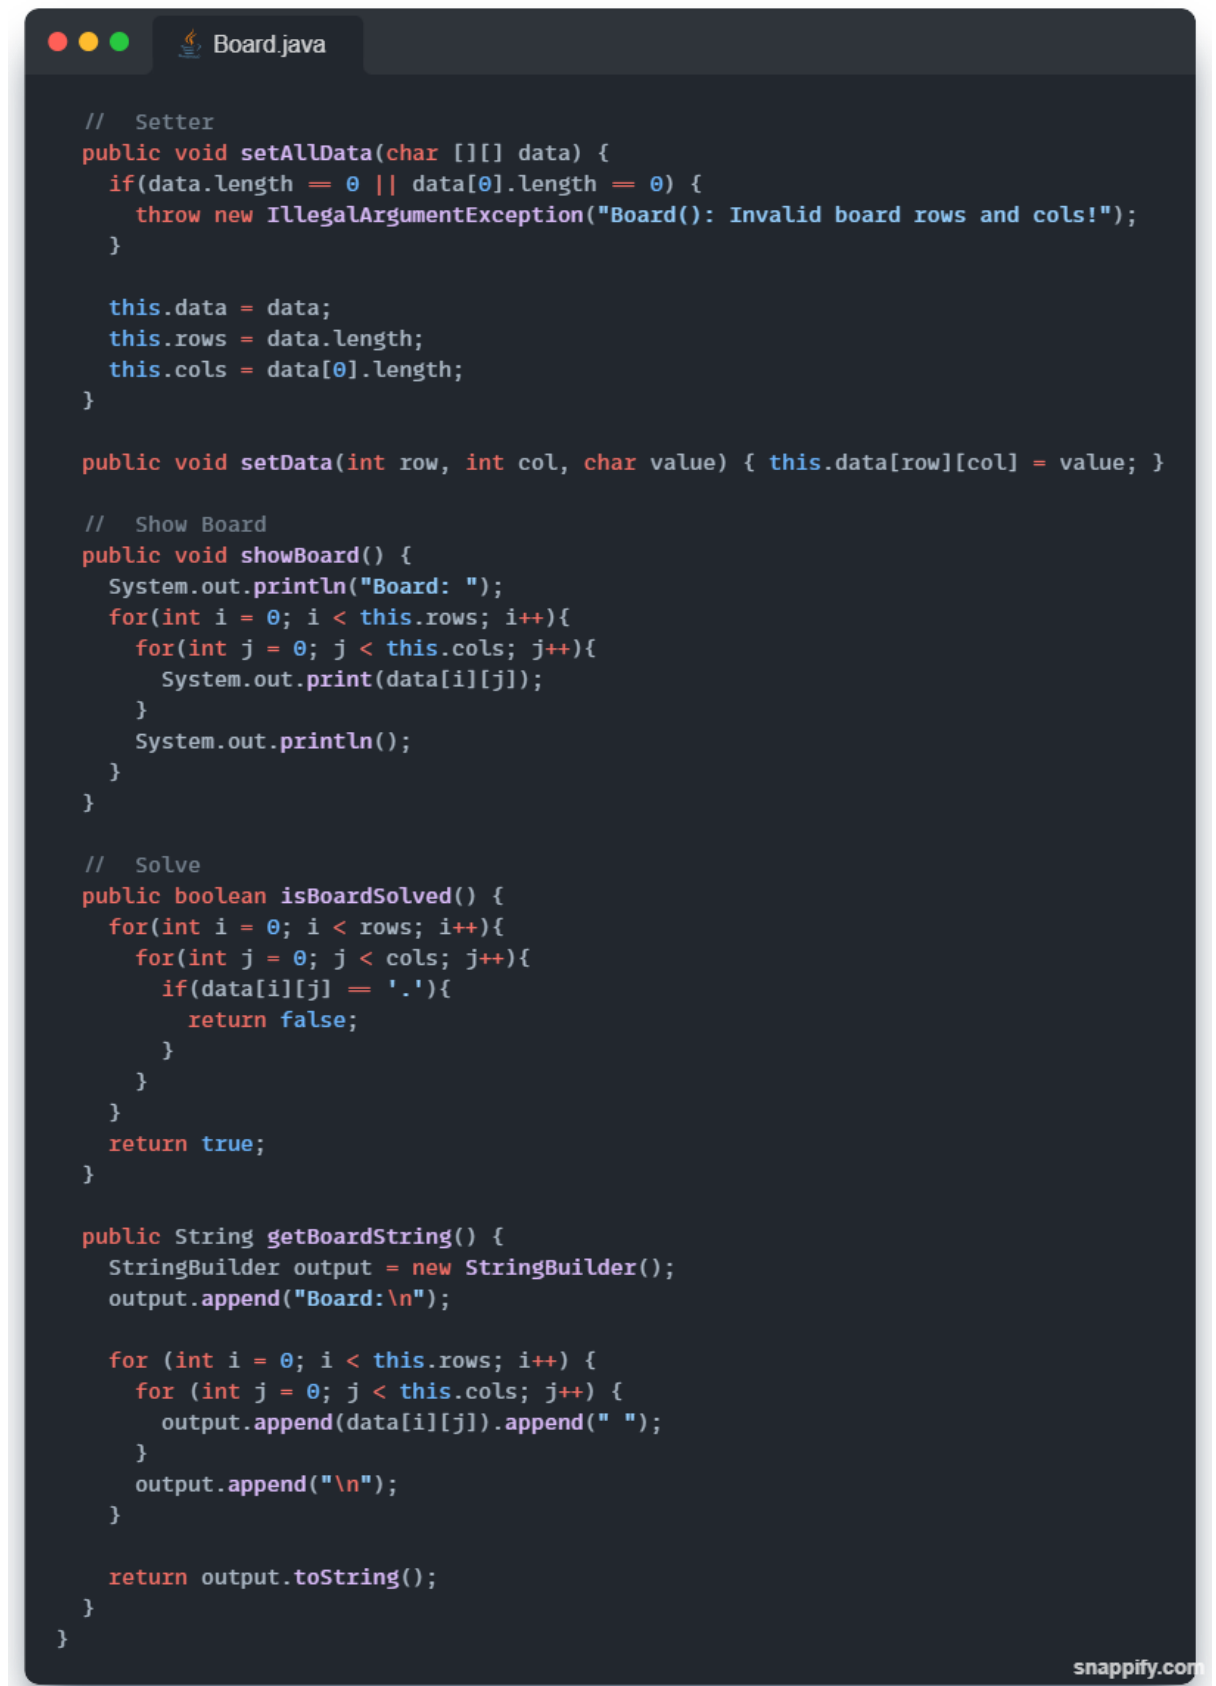 Board.java
//  Setter
public void setAllData(char [][] data) {
  if(data.length == 0 || data[0].length == 0) {
    throw new IllegalArgumentException("Board(): Invalid board rows and cols!");
  }

  this.data = data;
  this.rows = data.length;
  this.cols = data[0].length;
}

public void setData(int row, int col, char value) { this.data[row][col] = value; }

//  Show Board
public void showBoard() {
  System.out.println("Board: ");
  for(int i = 0; i < this.rows; i++){
    for(int j = 0; j < this.cols; j++){
      System.out.print(data[i][j]);
    }
    System.out.println();
  }
}

//  Solve
public boolean isBoardSolved() {
  for(int i = 0; i < rows; i++){
    for(int j = 0; j < cols; j++){
      if(data[i][j] == '.'){
        return false;
      }
    }
  }
  return true;
}

public String getBoardString() {
  StringBuilder output = new StringBuilder();
  output.append("Board:\n");

  for (int i = 0; i < this.rows; i++) {
    for (int j = 0; j < this.cols; j++) {
      output.append(data[i][j]).append(" ");
    }
    output.append("\n");
  }

  return output.toString();
}
}
snappify.com